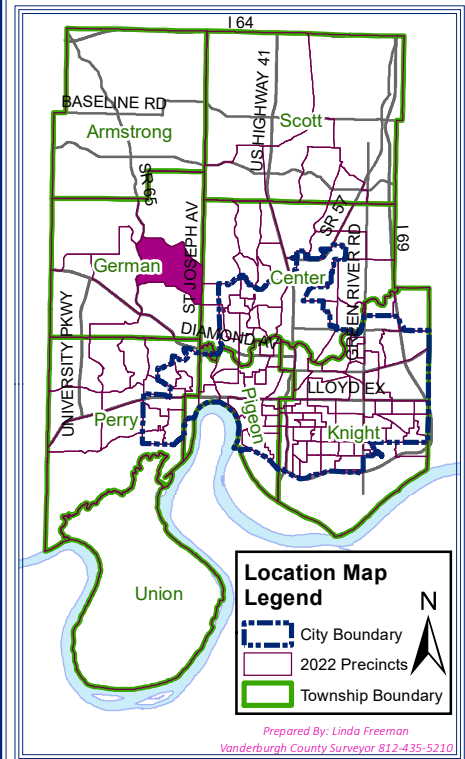 I 64
US HIGHWAY 41
BASELINE RD
Armstrong
Scott
SR 65
ST JOSEPH AV
SR 57
GREEN RIVER RD
I 69
German
Center
UNIVERSITY PKWY
DIAMOND AV
LLOYD EX
Perry
Pigeon
Knight
Union
Location Map
Legend
N
City Boundary
2022 Precincts
Township Boundary
Prepared By: Linda Freeman
Vanderburgh County Surveyor 812-435-5210